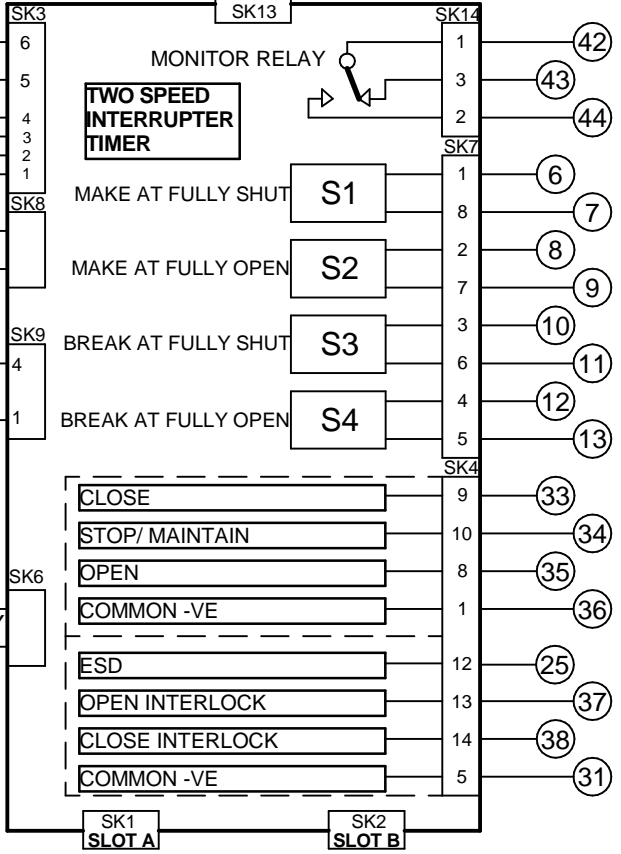 SK3
SK13
SK14
6
5
4
3
2
1
MONITOR RELAY
1
3
2
42
43
44
TWO SPEED
INTERRUPTER
TIMER
SK8
SK7
MAKE AT FULLY SHUT
S1
1
8
6
7
MAKE AT FULLY OPEN
S2
2
7
8
9
SK9
4
1
BREAK AT FULLY SHUT
S3
3
6
10
11
BREAK AT FULLY OPEN
S4
4
5
12
13
SK4
CLOSE
9
33
STOP/ MAINTAIN
10
34
SK6
OPEN
8
35
COMMON -VE
1
36
ESD
12
25
OPEN INTERLOCK
13
37
CLOSE INTERLOCK
14
38
COMMON -VE
5
31
SK1
SLOT A
SK2
SLOT B